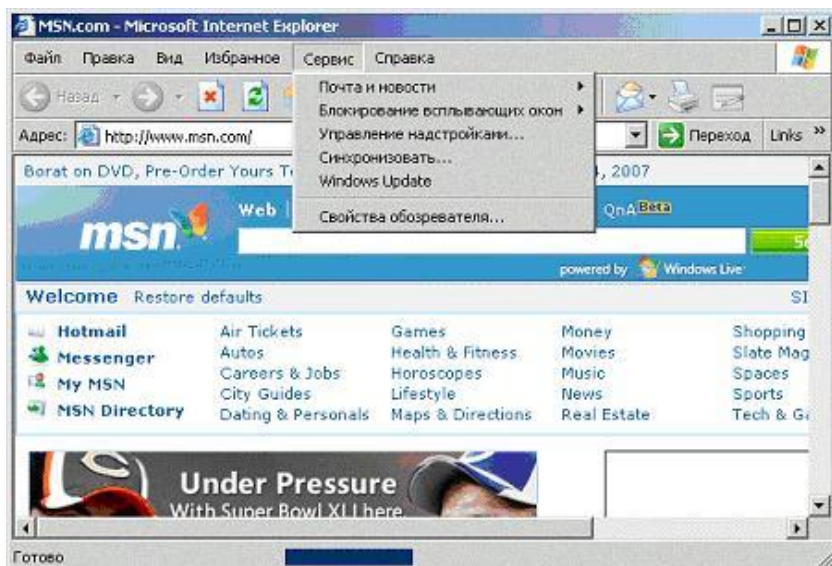 MSN.com - Microsoft Internet Explorer
Файл Правка Вид Избранное Сервис Справка
Назад
Почта и новости
Блокирование всплывающих окон
Управление надстройками...
Синхронизовать...
Windows Update
Свойства обозревателя...
Адрес: http://www.msn.com/ Переход Links »
Borat on DVD, Pre-Order Yours 4, 2007
msn Web QnA Beta
powered by Windows Live
Welcome Restore defaults
Hotmail Air Tickets Games Money Shopping
Messenger Autos Health & Fitness Movies Slate Mag
My MSN Careers & Jobs Horoscopes Music Spaces
MSN Directory City Guides Lifestyle News Sports
Dating & Personals Maps & Directions Real Estate Tech & Ga
Under Pressure
With Super Bowl XLI here
Готово